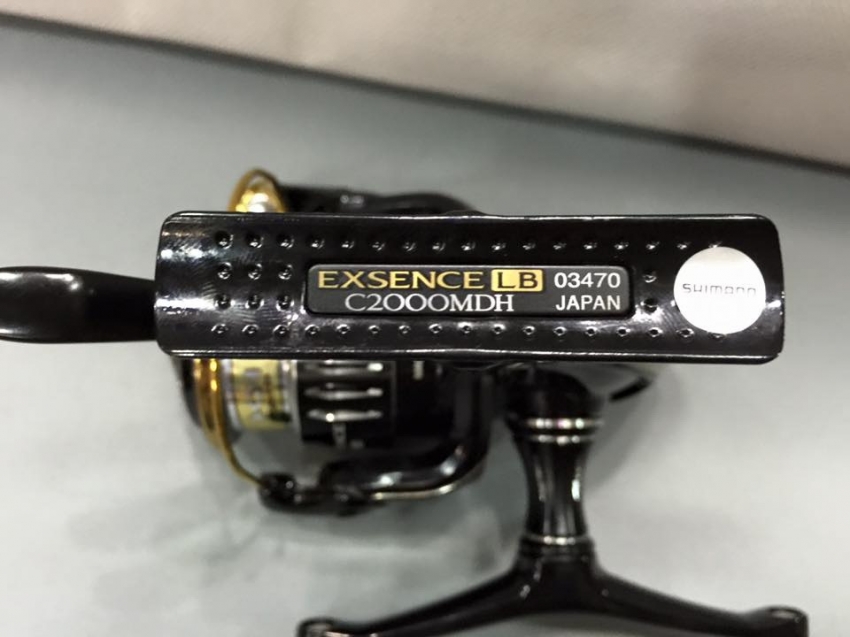 EXSENCE LB 03470
C2000MDH JAPAN
SHIMANO